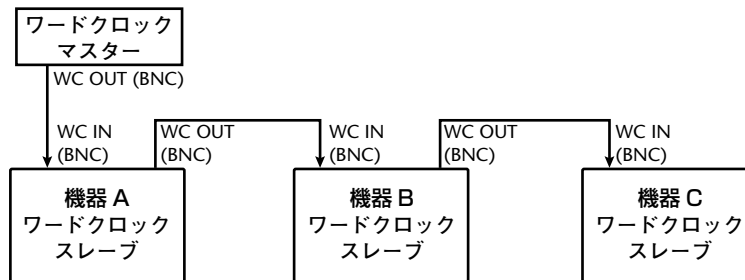 ワードクロック
マスター
WC OUT (BNC)
WC IN
(BNC)
WC OUT
(BNC)
WC IN
(BNC)
WC OUT
(BNC)
WC IN
(BNC)
機器 A
ワードクロック
スレーブ
機器 B
ワードクロック
スレーブ
機器 C
ワードクロック
スレーブ